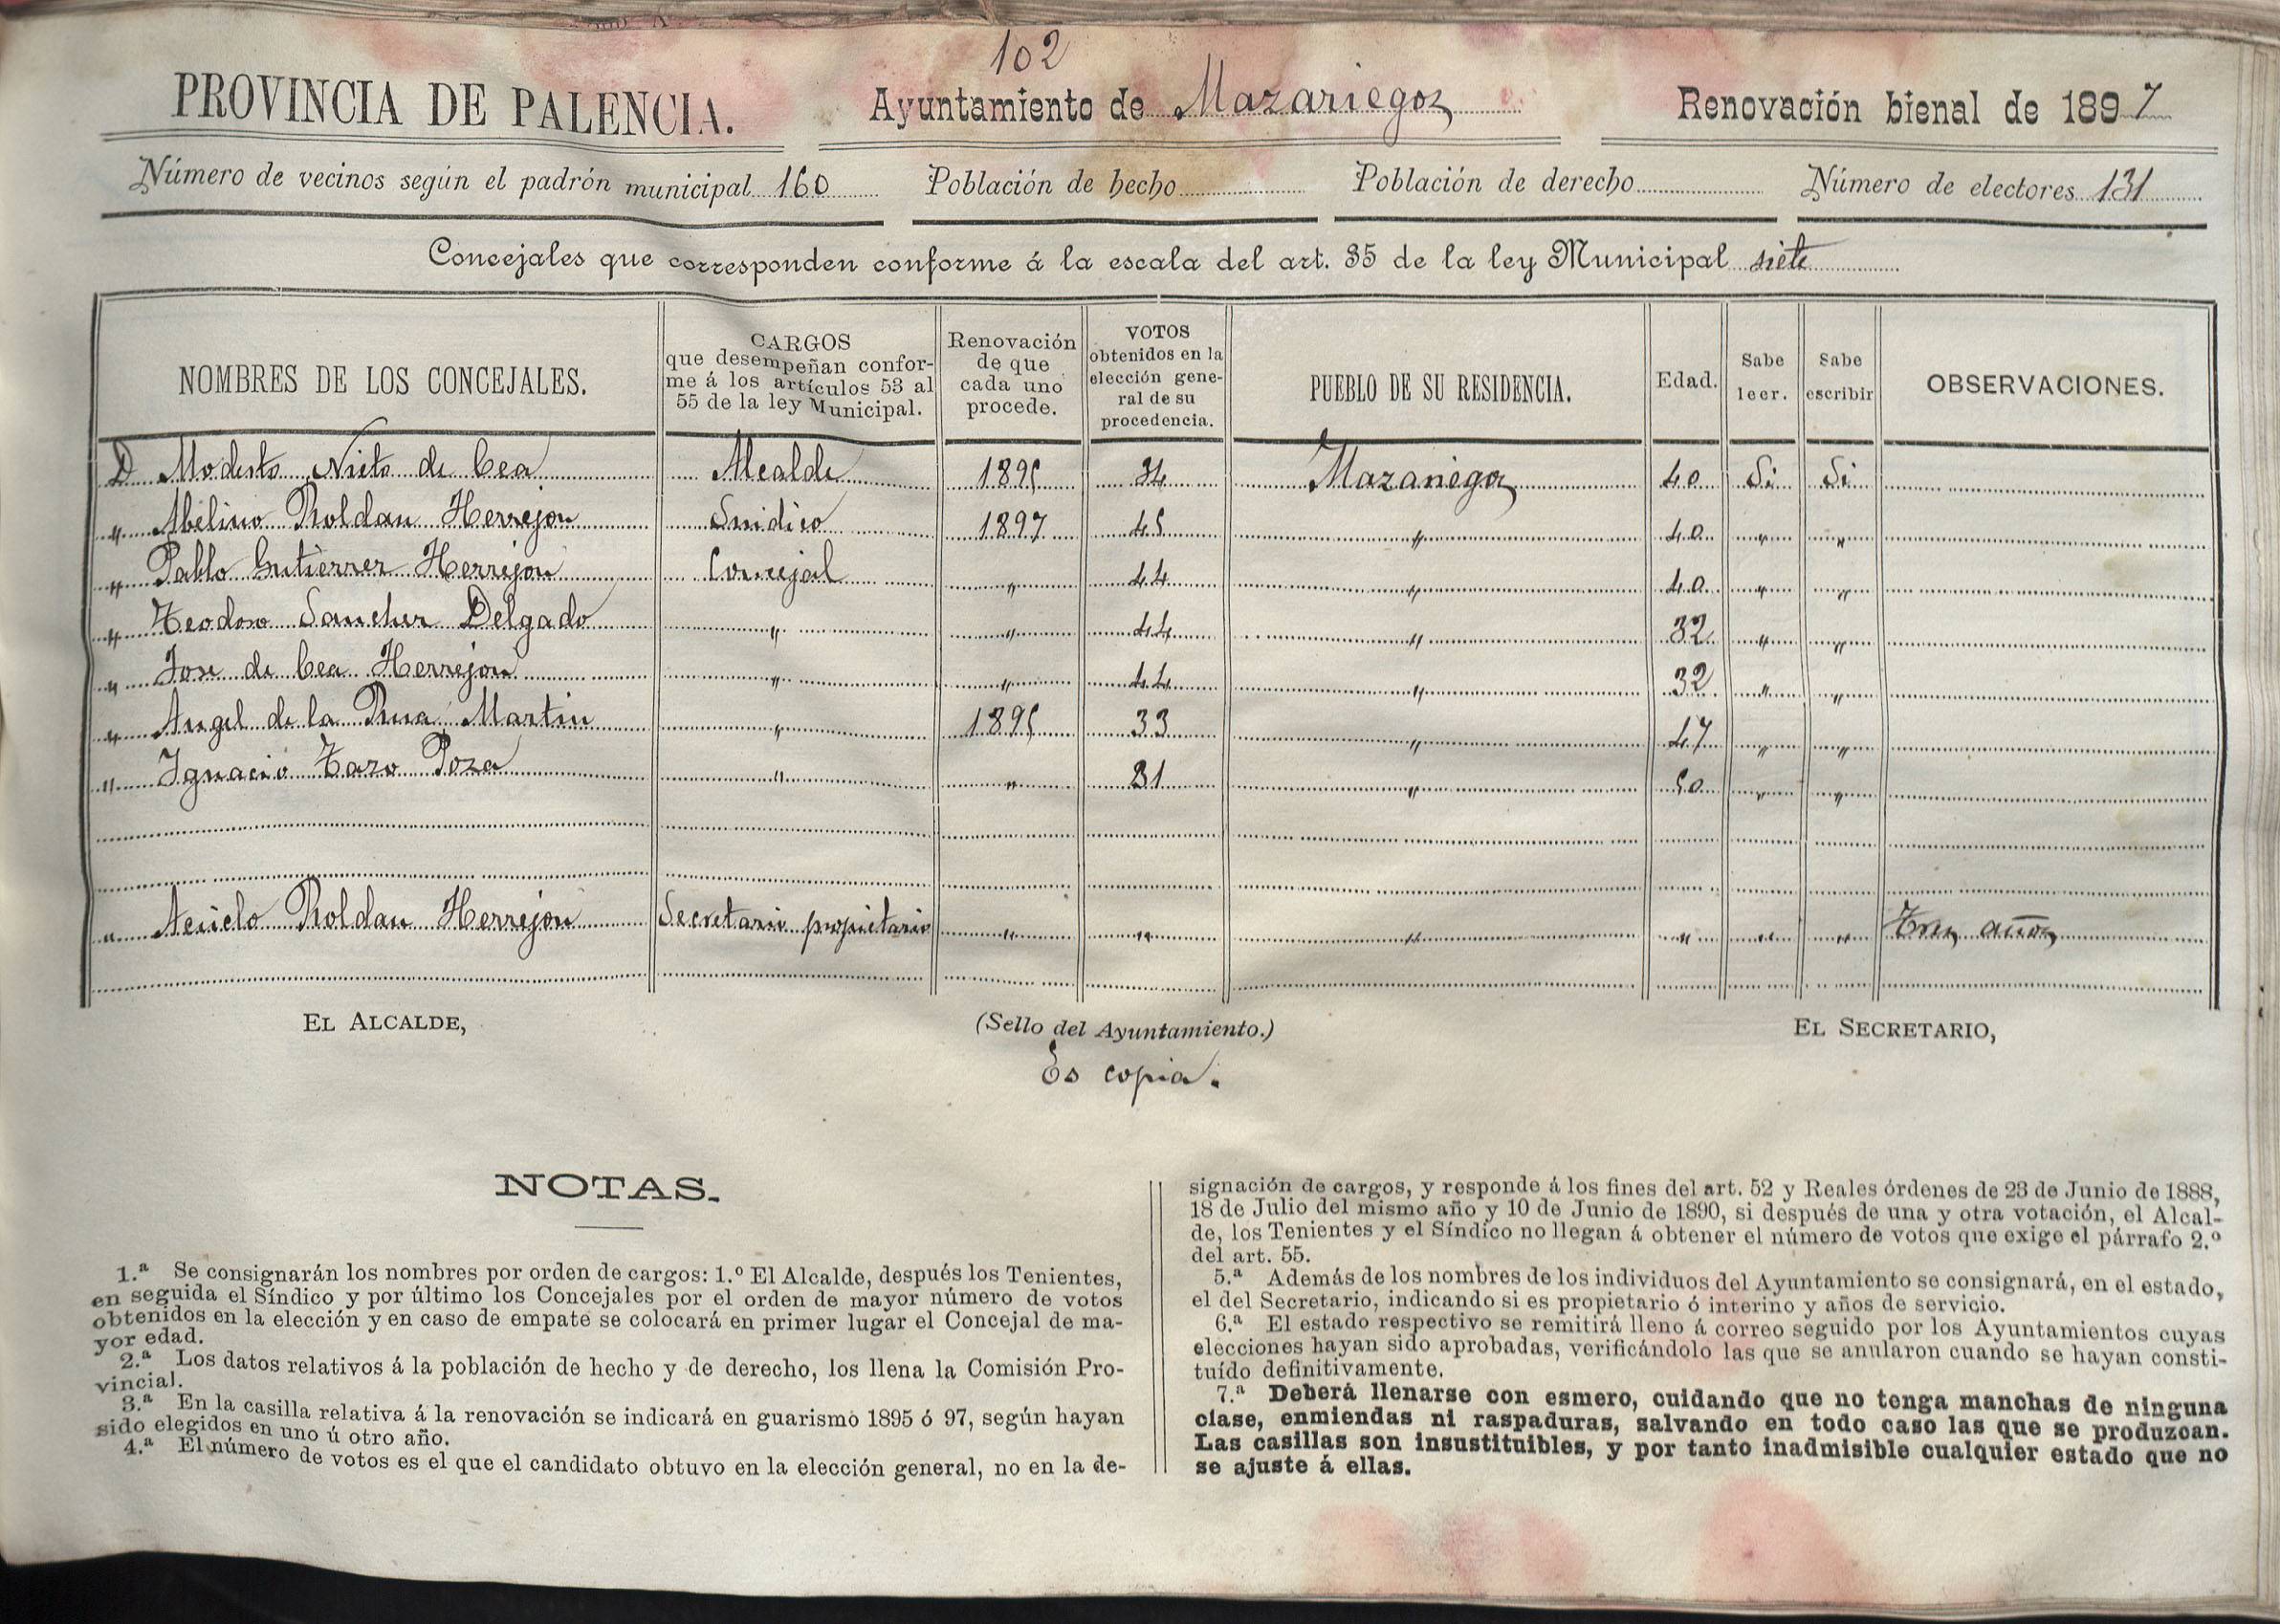 102
PROVINCIA DE PALENCIA. Ayuntamiento de Mazariegos Renovación bienal de 1897
Número de vecinos según el padrón municipal 160 Población de hecho Población de derecho Número de electores 131
Concejales que corresponden conforme á la escala del art. 35 de la ley Municipal siete
NOMBRES DE LOS CONCEJALES. CARGOS que desempeñan confor- me á los artículos 53 al 55 de la ley Municipal. Renovación de que cada uno procede. VOTOS obtenidos en la elección gene- ral de su procedencia. PUEBLO DE SU RESIDENCIA. Edad. Sabe leer. Sabe escribir OBSERVACIONES.
D Modesto Nieto de Cea Alcalde 1895 34 Mazariegos 40 Si Si
" Abelino Roldan Herrejon Sindico 1897 45 " 40 " "
" Pablo Gutierrez Herrejon Concejal " 44 " 40 " "
" Teodoso Sanchez Delgado " " 44 " 32 " "
" Jose de Cea Herrejon " " 44 " 32 " "
" Angel de la Rua Martin " 1895 33 " 47 " "
" Ignacio Tazo Poza " " 31 " 50 " "
" Roldan Herrejon Secretario propietario " " " " " " Tres años
EL ALCALDE, (Sello del Ayuntamiento.) EL SECRETARIO,
Es copia.
NOTAS.
1.ª Se consignarán los nombres por orden de cargos: 1.º El Alcalde, después los Tenientes,
en seguida el Síndico y por último los Concejales por el orden de mayor número de votos
obtenidos en la elección y en caso de empate se colocará en primer lugar el Concejal de ma-
yor edad.
2.ª Los datos relativos á la población de hecho y de derecho, los llena la Comisión Pro-
vincial.
3.ª En la casilla relativa á la renovación se indicará en guarismo 1895 ó 97, según hayan
sido elegidos en uno ú otro año.
4.ª El número de votos es el que el candidato obtuvo en la elección general, no en la de-
signación de cargos, y responde á los fines del art. 52 y Reales órdenes de 23 de Junio de 1888,
18 de Julio del mismo año y 10 de Junio de 1890, si después de una y otra votación, el Alcal-
de, los Tenientes y el Síndico no llegan á obtener el número de votos que exige el párrafo 2.º
del art. 55.
5.ª Además de los nombres de los individuos del Ayuntamiento se consignará, en el estado,
el del Secretario, indicando si es propietario ó interino y años de servicio.
6.ª El estado respectivo se remitirá lleno á correo seguido por los Ayuntamientos cuyas
elecciones hayan sido aprobadas, verificándolo las que se anularon cuando se hayan consti-
tuído definitivamente.
7.ª Deberá llenarse con esmero, cuidando que no tenga manchas de ninguna
clase, enmiendas ni raspaduras, salvando en todo caso las que se produzcan.
Las casillas son insustituibles, y por tanto inadmisible cualquier estado que no
se ajuste á ellas.